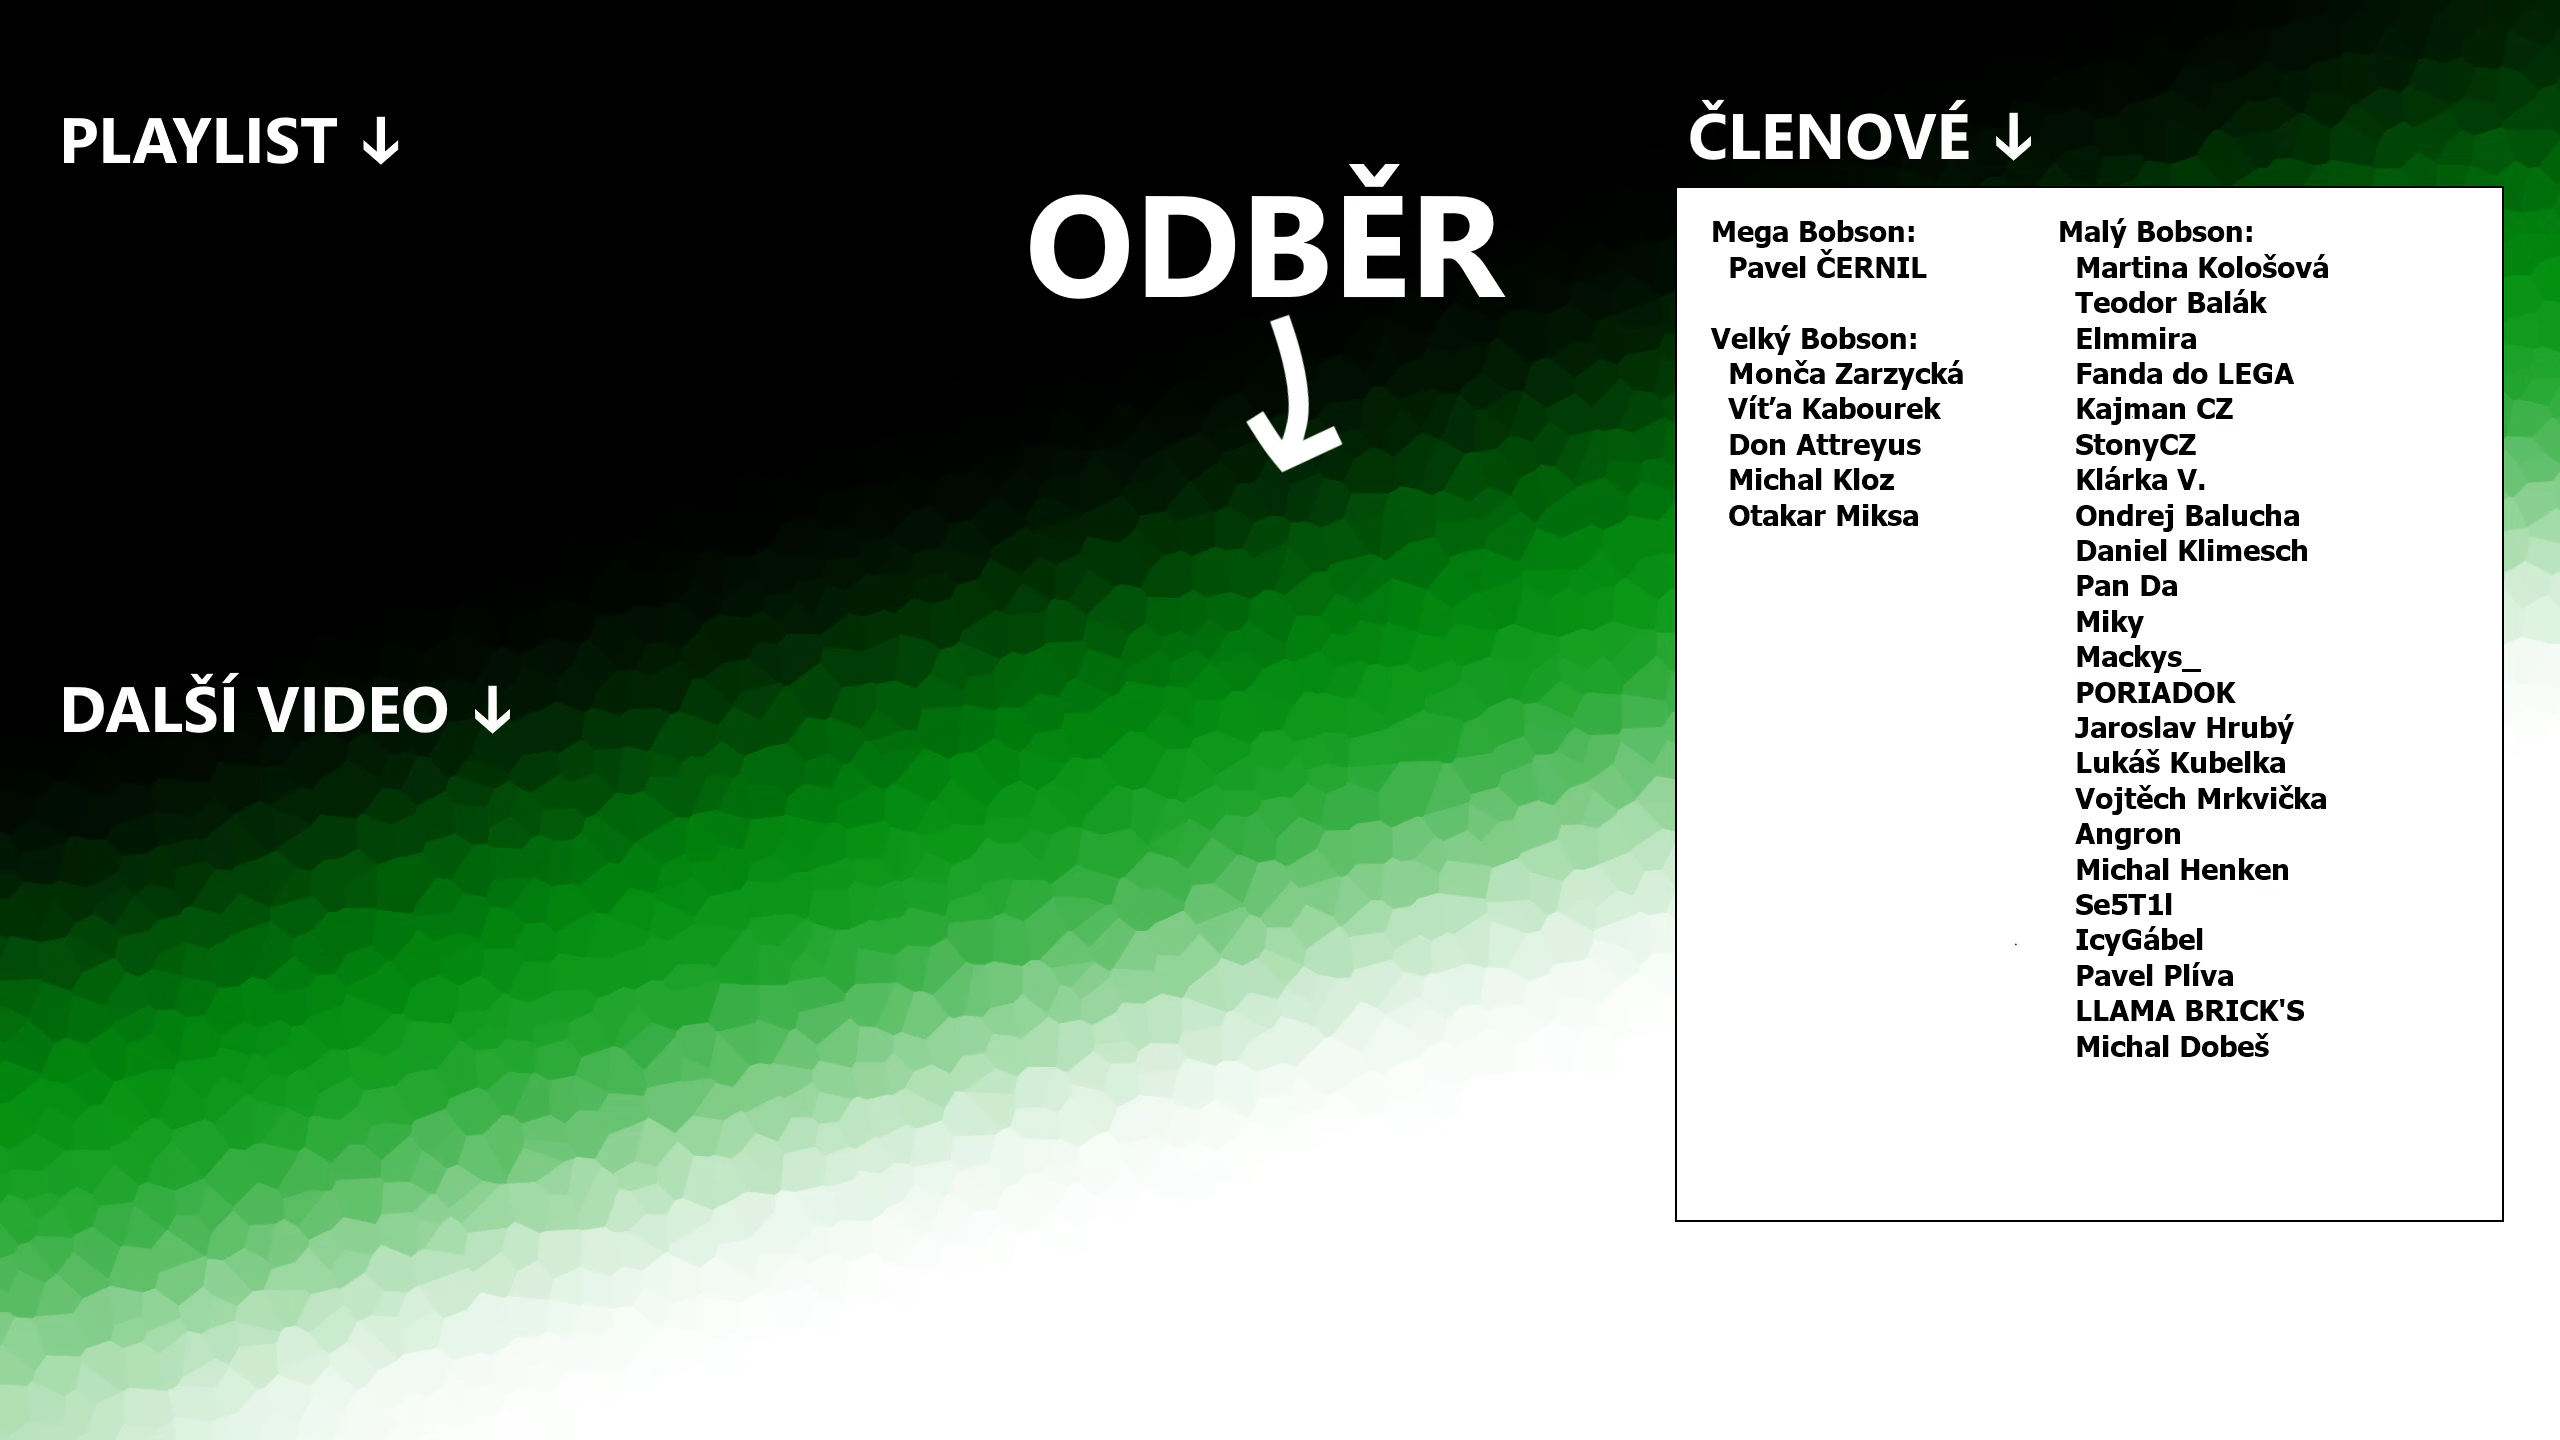 PLAYLIST ↓
ODBĚR
DALŠÍ VIDEO ↓
ČLENOVÉ ↓
Mega Bobson:
Pavel ČERNIL
Velký Bobson:
Monča Zarzycká
Víťa Kabourek
Don Attreyus
Michal Kloz
Otakar Miksa
Malý Bobson:
Martina Kološová
Teodor Balák
Elmmira
Fanda do LEGA
Kajman CZ
StonyCZ
Klárka V.
Ondrej Balucha
Daniel Klimesch
Pan Da
Miky
Mackys_
PORIADOK
Jaroslav Hrubý
Lukáš Kubelka
Vojtěch Mrkvička
Angron
Michal Henken
Se5T1l
IcyGábel
Pavel Plíva
LLAMA BRICK'S
Michal Dobeš